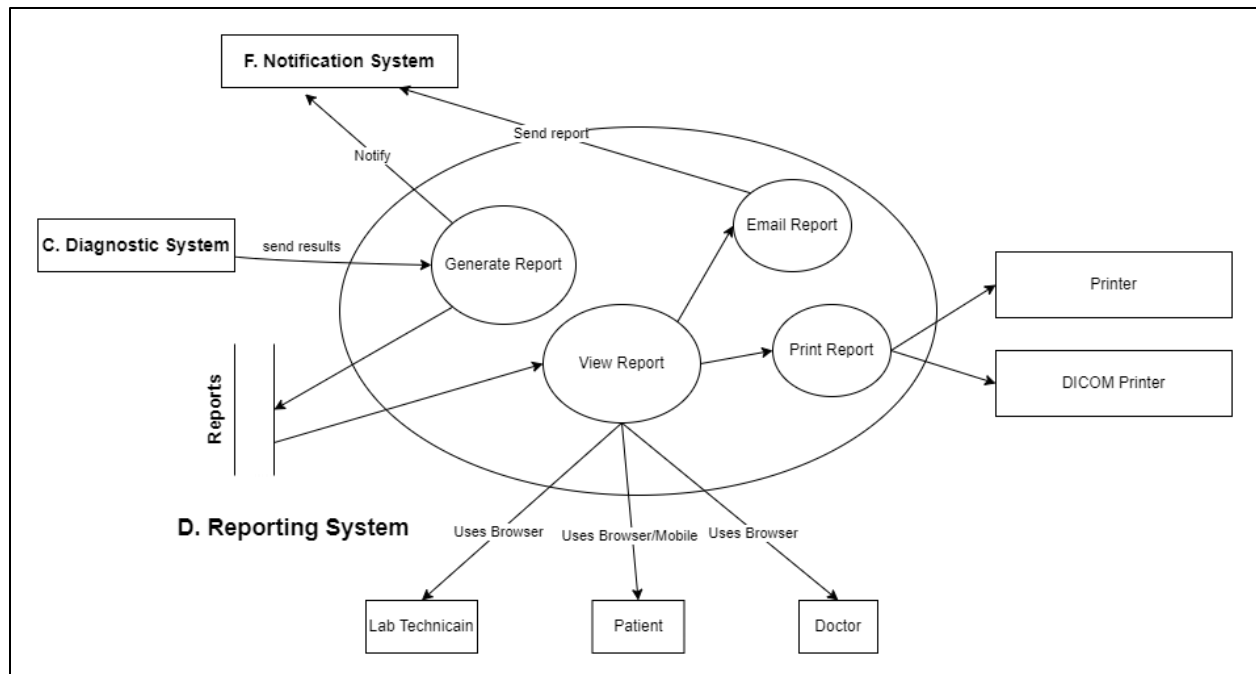 F. Notification System
Send report
Notify
Email Report
C. Diagnostic System
send results
Generate Report
Printer
View Report
Print Report
DICOM Printer
Reports
D. Reporting System
Uses Browser
Uses Browser/Mobile
Uses Browser
Lab Technicain
Patient
Doctor